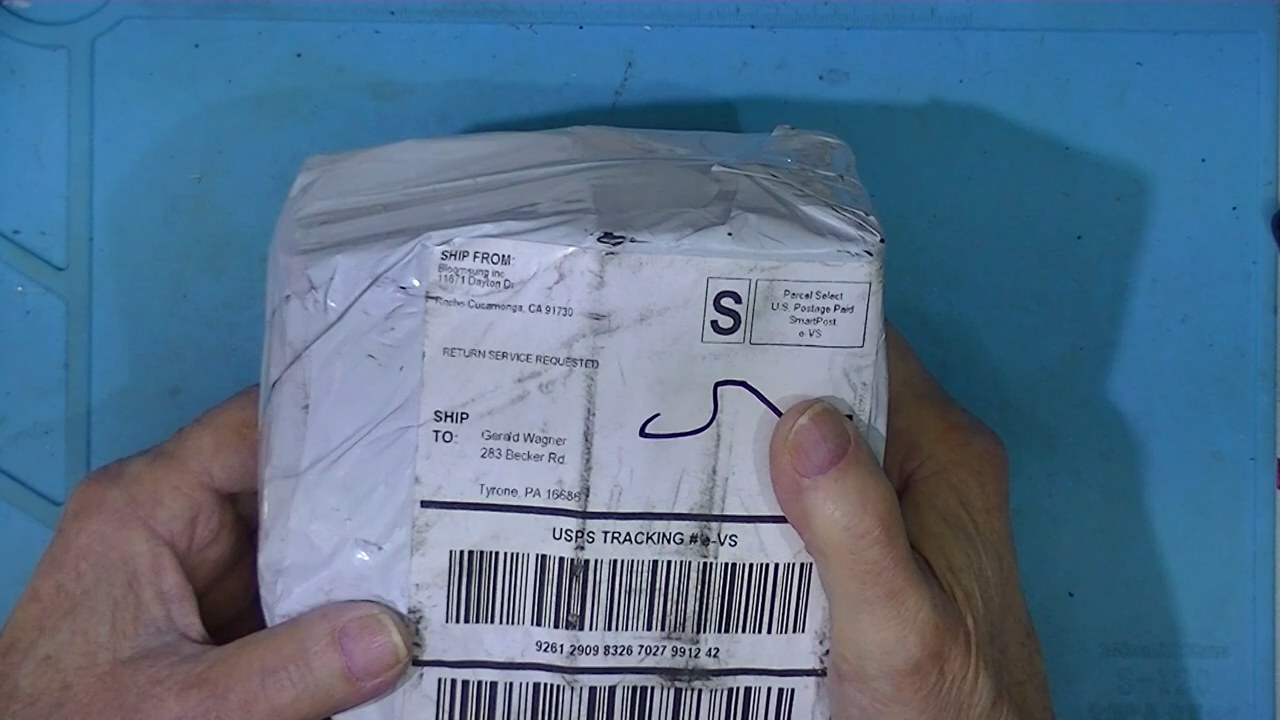 SHIP FROM:
Bloomsung inc
11671 Dayton Dr
Racho Cucamonga, CA 91730
RETURN SERVICE REQUESTED
S
Parcel Select
U.S. Postage Paid
SmartPost
e-VS
SHIP
TO:
Gerald Wagner
283 Becker Rd
Tyrone, PA 16686
USPS TRACKING # e-VS
9261 2909 8326 7027 9912 42